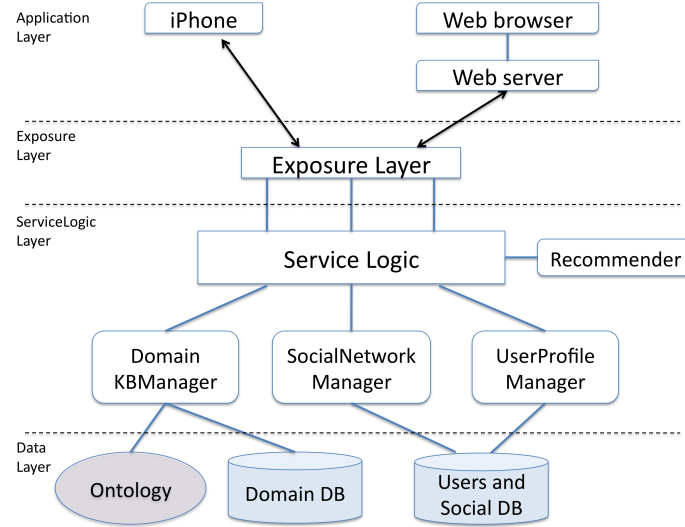 Application
Layer
iPhone
Web browser
Web server
Exposure
Layer
Exposure Layer
ServiceLogic
Layer
Service Logic
Recommender
Domain
KBManager
SocialNetwork
Manager
UserProfile
Manager
Data
Layer
Ontology
Domain DB
Users and
Social DB